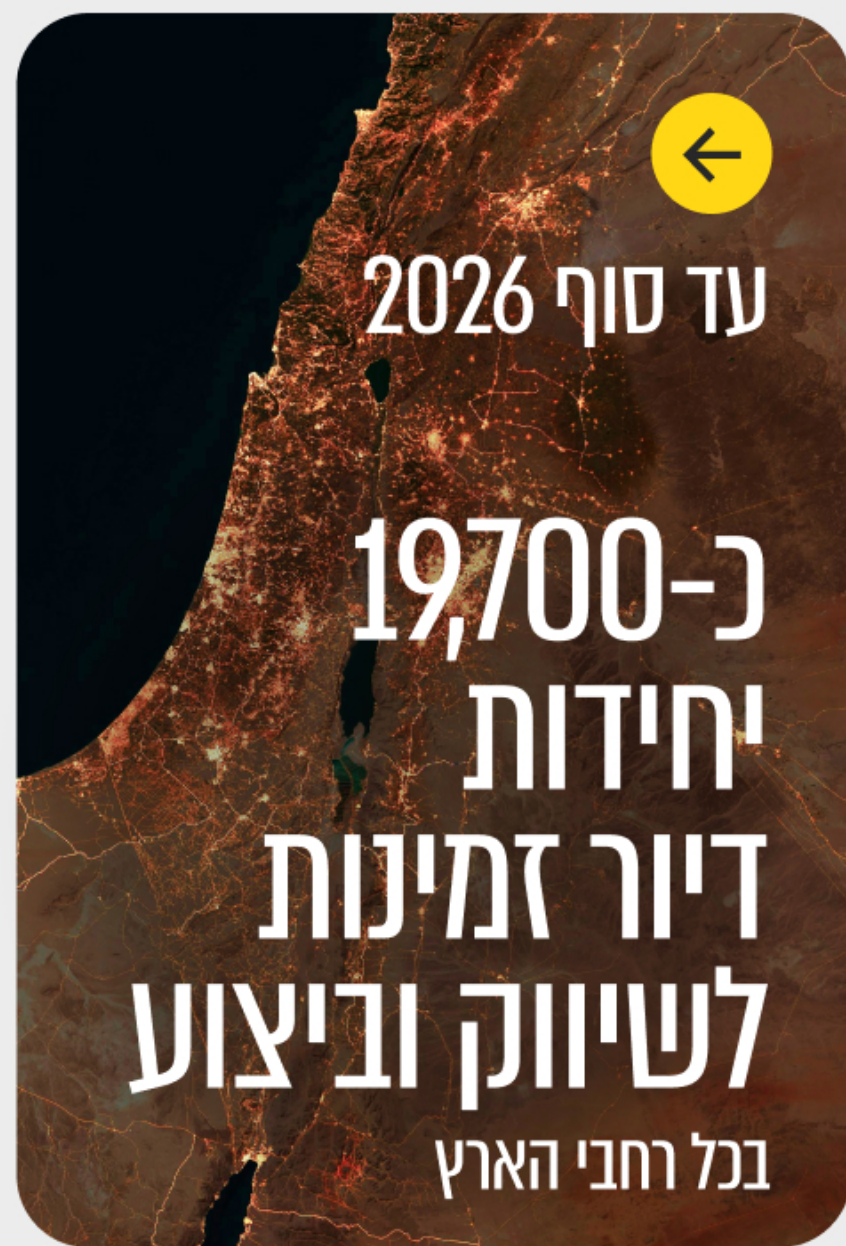 עד סוף 2026
כ-19,700
יחידות
דיור זמינות
לשיווק וביצוע
בכל רחבי הארץ